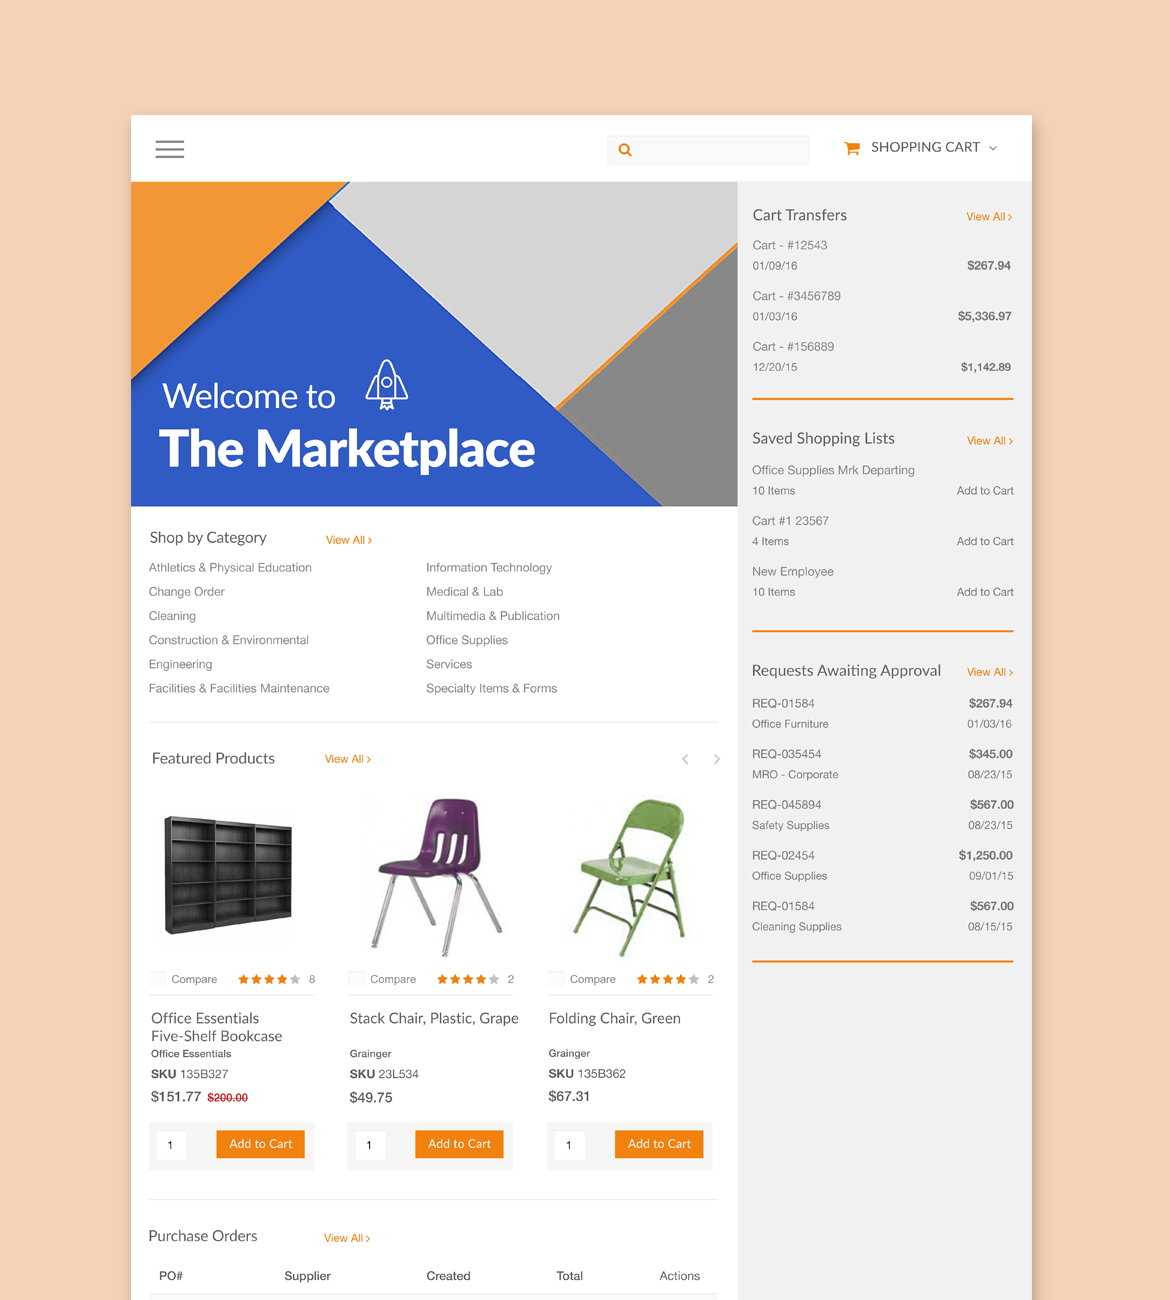 SHOPPING CART
Welcome to
The Marketplace
Shop by Category View All >
Athletics & Physical Education
Change Order
Cleaning
Construction & Environmental
Engineering
Facilities & Facilities Maintenance
Information Technology
Medical & Lab
Multimedia & Publication
Office Supplies
Services
Specialty Items & Forms
Featured Products View All >
Compare 8
Office Essentials
Five-Shelf Bookcase
Office Essentials
SKU 135B327
$151.77 $200.00
1 Add to Cart
Compare 2
Stack Chair, Plastic, Grape
Grainger
SKU 23L534
$49.75
1 Add to Cart
Compare 2
Folding Chair, Green
Grainger
SKU 135B362
$67.31
1 Add to Cart
Purchase Orders View All >
PO# Supplier Created Total Actions
Cart Transfers View All >
Cart - #12543
01/09/16 $267.94
Cart - #3456789
01/03/16 $5,336.97
Cart - #156889
12/20/15 $1,142.89
Saved Shopping Lists View All >
Office Supplies Mrk Departing
10 Items Add to Cart
Cart #1 23567
4 Items Add to Cart
New Employee
10 Items Add to Cart
Requests Awaiting Approval View All >
REQ-01584 $267.94
Office Furniture 01/03/16
REQ-035454 $345.00
MRO - Corporate 08/23/15
REQ-045894 $567.00
Safety Supplies 08/23/15
REQ-02454 $1,250.00
Office Supplies 09/01/15
REQ-01584 $567.00
Cleaning Supplies 08/15/15